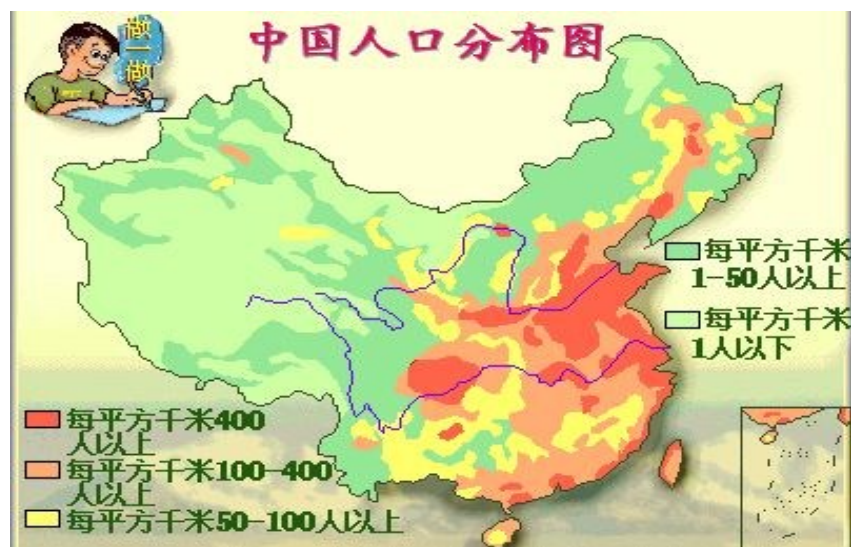 做一做
中国人口分布图
每平方千米
1-50人以上
每平方千米
1人以下
每平方千米400
人以上
每平方千米100-400
人以上
每平方千米50-100人以上